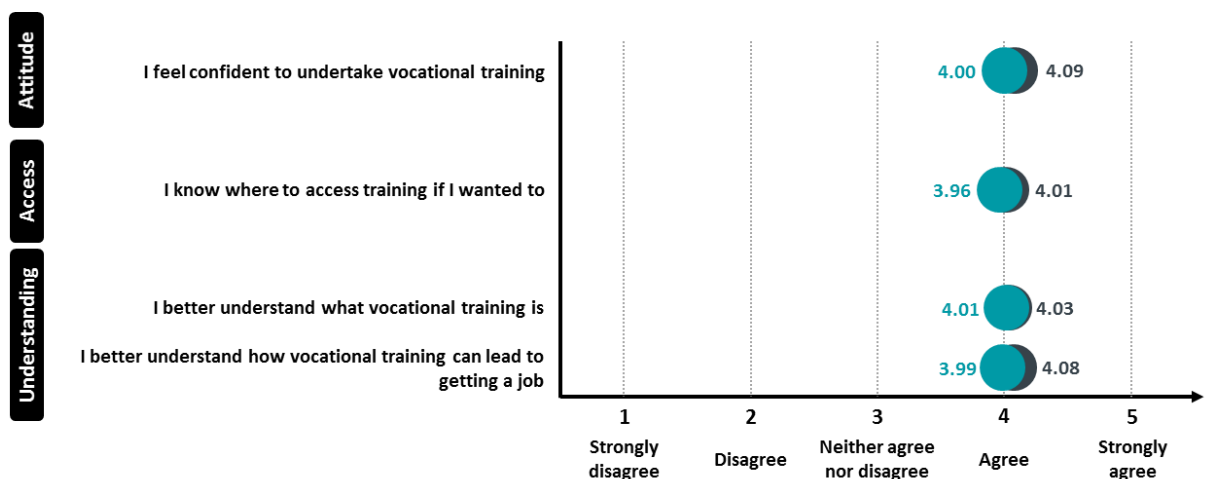 Attitude
I feel confident to undertake vocational training
4.00
4.09
Access
I know where to access training if I wanted to
3.96
4.01
Understanding
I better understand what vocational training is
4.01
4.03
I better understand how vocational training can lead to
getting a job
3.99
4.08
1
2
3
4
5
Strongly
disagree
Disagree
Neither agree
nor disagree
Agree
Strongly
agree